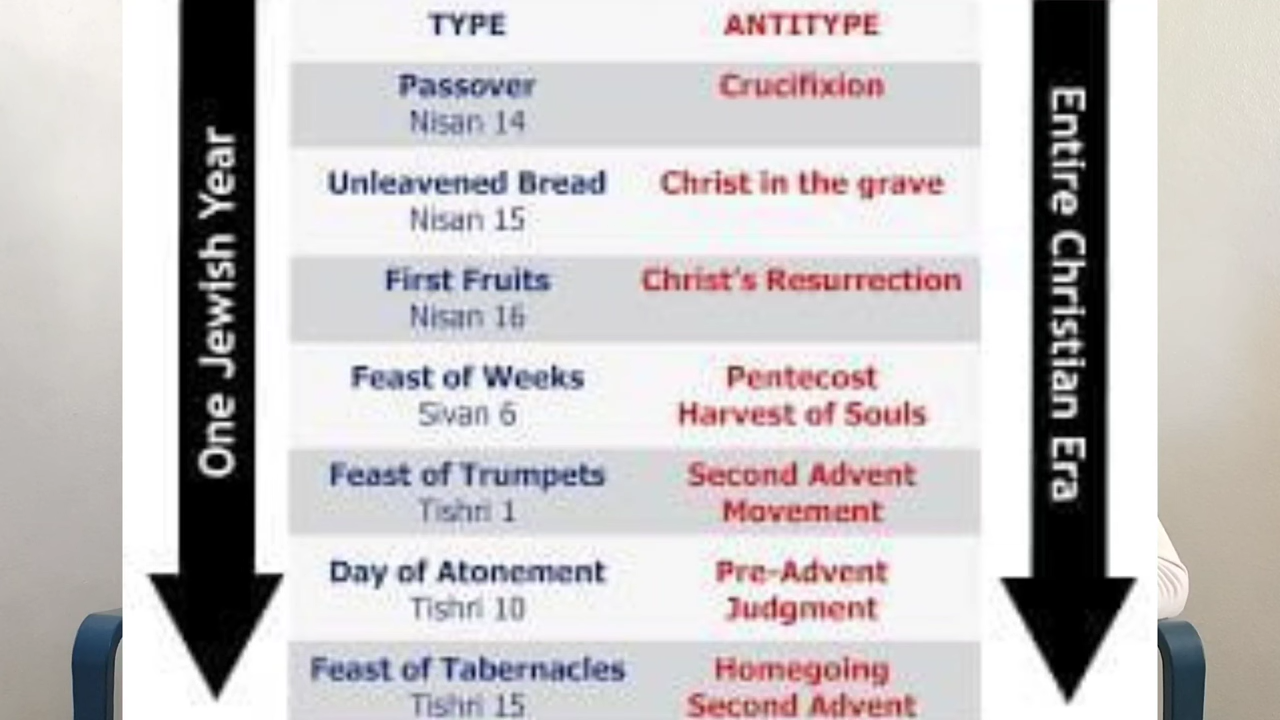 TYPE ANTITYPE
Passover Crucifixion
Nisan 14
Unleavened Bread Christ in the grave
Nisan 15
First Fruits Christ's Resurrection
Nisan 16
Feast of Weeks Pentecost
Sivan 6 Harvest of Souls
Feast of Trumpets Second Advent
Tishri 1 Movement
Day of Atonement Pre-Advent
Tishri 10 Judgment
Feast of Tabernacles Homegoing
Tishri 15 Second Advent
One Jewish Year
Entire Christian Era